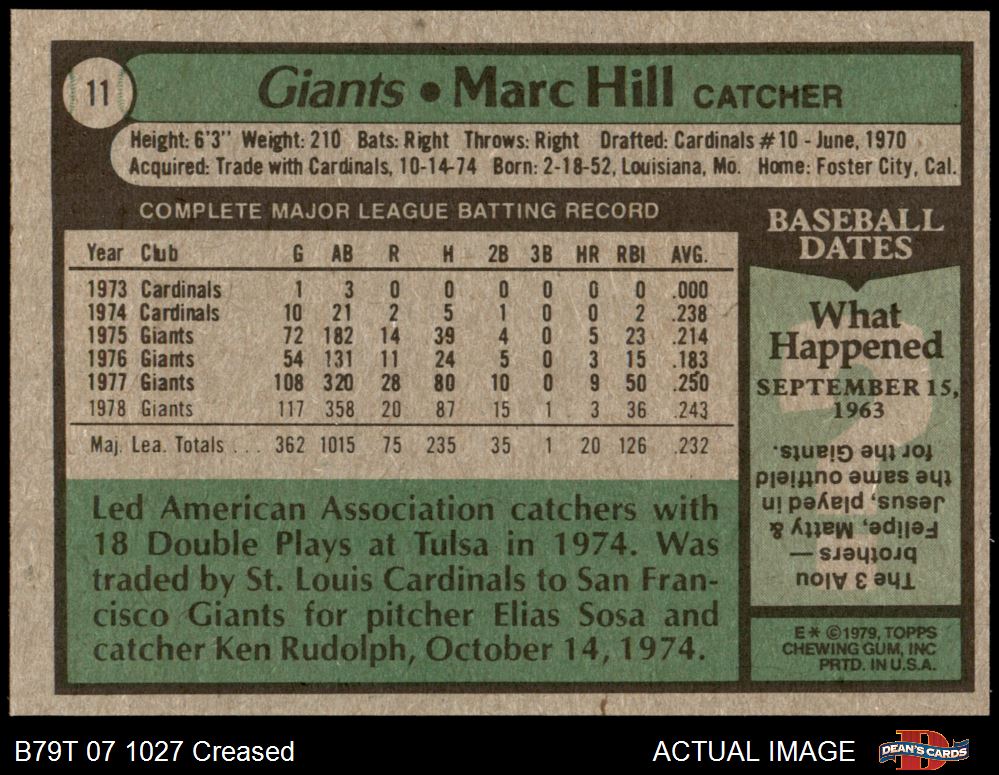 11
Giants • Marc Hill CATCHER
Height: 6'3" Weight: 210 Bats: Right Throws: Right Drafted: Cardinals #10 - June, 1970
Acquired: Trade with Cardinals, 10-14-74 Born: 2-18-52, Louisiana, Mo. Home: Foster City, Cal.
COMPLETE MAJOR LEAGUE BATTING RECORD
Year Club G AB R H 2B 3B HR RBI AVG.
1973 Cardinals 1 3 0 0 0 0 0 0 .000
1974 Cardinals 10 21 2 5 1 0 0 2 .238
1975 Giants 72 182 14 39 4 0 5 23 .214
1976 Giants 54 131 11 24 5 0 3 15 .183
1977 Giants 108 320 28 80 10 0 9 50 .250
1978 Giants 117 358 20 87 15 1 3 36 .243
Maj. Lea. Totals . . . 362 1015 75 235 35 1 20 126 .232
Led American Association catchers with
18 Double Plays at Tulsa in 1974. Was
traded by St. Louis Cardinals to San Fran-
cisco Giants for pitcher Elias Sosa and
catcher Ken Rudolph, October 14, 1974.
BASEBALL
DATES
What
Happened
SEPTEMBER 15,
1963
The 3 Alou
brothers —
Felipe, Matty &
Jesus, played in
the same outfield
for the Giants.
E* ©1979, TOPPS
CHEWING GUM, INC
PRTD. IN U.S.A.
B79T 07 1027 Creased
ACTUAL IMAGE
DEAN'S CARDS